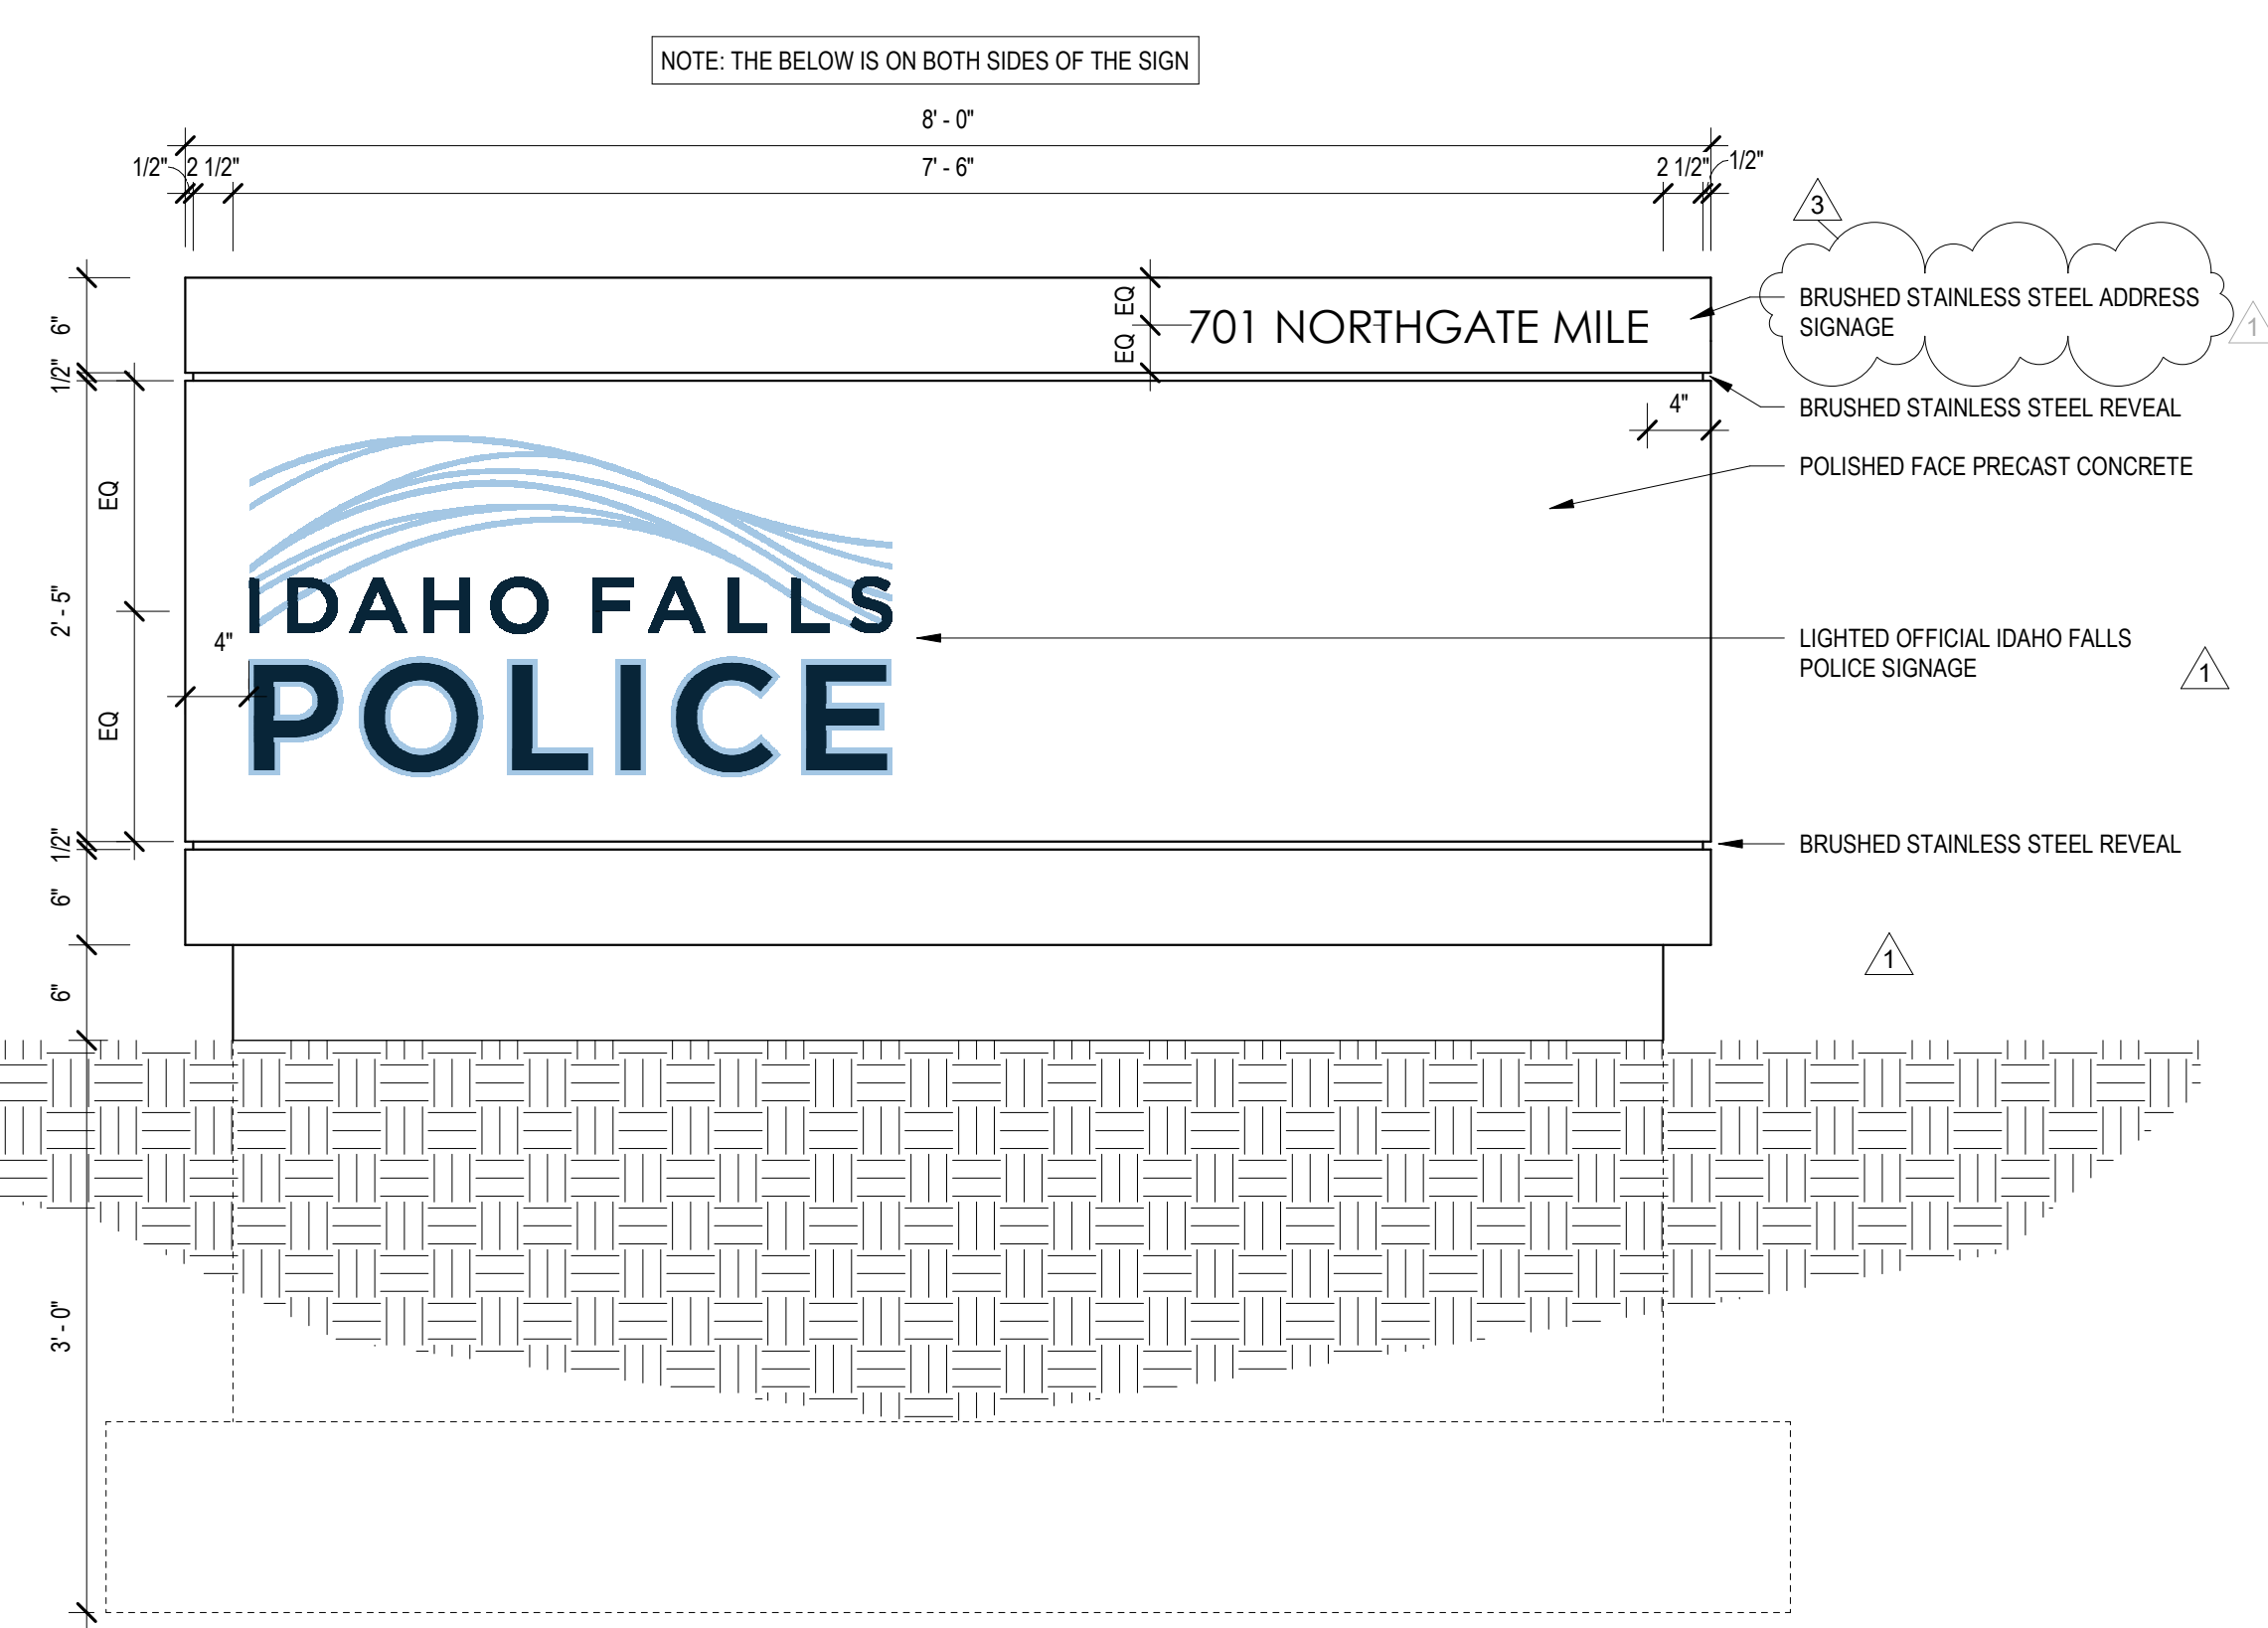 NOTE: THE BELOW IS ON BOTH SIDES OF THE SIGN
8' - 0"
1/2"
2 1/2"
7' - 6"
2 1/2"
1/2"
3
6"
EQ
EQ
701 NORTHGATE MILE
BRUSHED STAINLESS STEEL ADDRESS
SIGNAGE
1
1/2"
4"
BRUSHED STAINLESS STEEL REVEAL
POLISHED FACE PRECAST CONCRETE
EQ
2' - 5"
IDAHO FALLS
4"
POLICE
LIGHTED OFFICIAL IDAHO FALLS
POLICE SIGNAGE
1
EQ
1/2"
BRUSHED STAINLESS STEEL REVEAL
6"
1
6"
3' - 0"